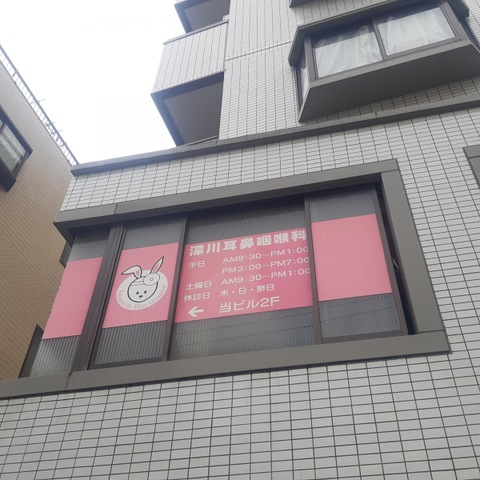 深川耳鼻咽喉科
平日 AM9:30〜PM1:00
PM3:00〜PM7:00
土曜日 AM9:30〜PM1:00
休診日 木・日・祭日
← 当ビル2F